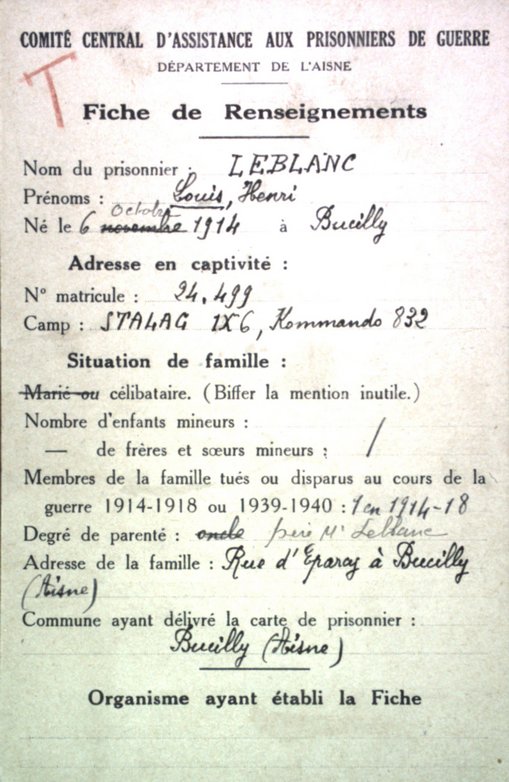 COMITÉ CENTRAL D'ASSISTANCE AUX PRISONNIERS DE GUERRE
DÉPARTEMENT DE L'AISNE
T
Fiche de Renseignements
Nom du prisonnier : LEBLANC
Prénoms : Louis, Henri
Né le 6 novembre octobre 1914 à Bucilly
Adresse en captivité :
N° matricule : 24.499
Camp : STALAG IX6, Kommando 832
Situation de famille :
Marié ou célibataire. (Biffer la mention inutile.)
Nombre d'enfants mineurs :
— de frères et sœurs mineurs : /
Membres de la famille tués ou disparus au cours de la
guerre 1914-1918 ou 1939-1940 : 1 en 1914-18
Degré de parenté : oncle père Mr Leblanc
Adresse de la famille : Rue d'Eparcy à Bucilly
(Aisne)
Commune ayant délivré la carte de prisonnier :
Bucilly (Aisne)
Organisme ayant établi la Fiche